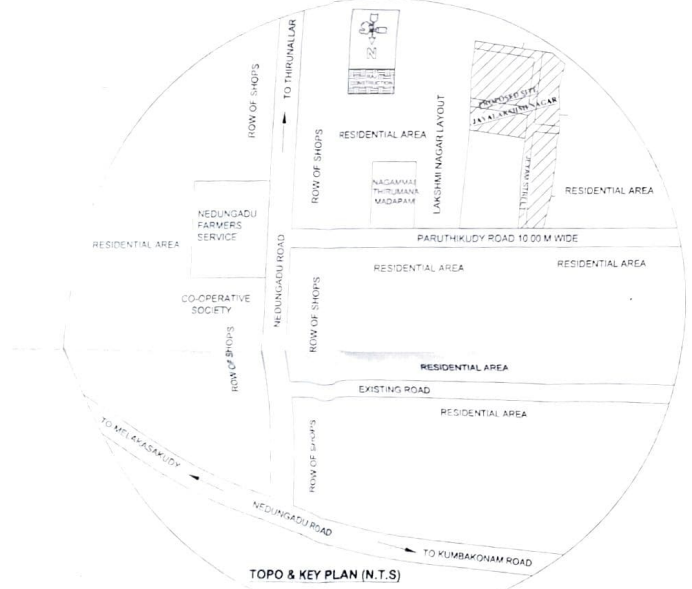 TO THIRUNALLAR
ROW OF SHOPS
N
RESIDENTIAL AREA
ROW OF SHOPS
LAKSHMI NAGAR LAYOUT
PROPOSED SITE
JAYALAKSHMI NAGAR
NAGAMMAL
THIRUMANA
MADAPAM
RESIDENTIAL AREA
NEDUNGADU
FARMERS
SERVICE
RESIDENTIAL AREA
NEDUNGADU ROAD
PARUTHIKUDY ROAD 10.00 M WIDE
RESIDENTIAL AREA
RESIDENTIAL AREA
CO-OPERATIVE
SOCIETY
ROW OF SHOPS
ROW OF SHOPS
RESIDENTIAL AREA
EXISTING ROAD
RESIDENTIAL AREA
ROW OF SHOPS
TO MELAKASAKUDY
NEDUNGADU ROAD
TO KUMBAKONAM ROAD
TOPO & KEY PLAN (N.T.S)